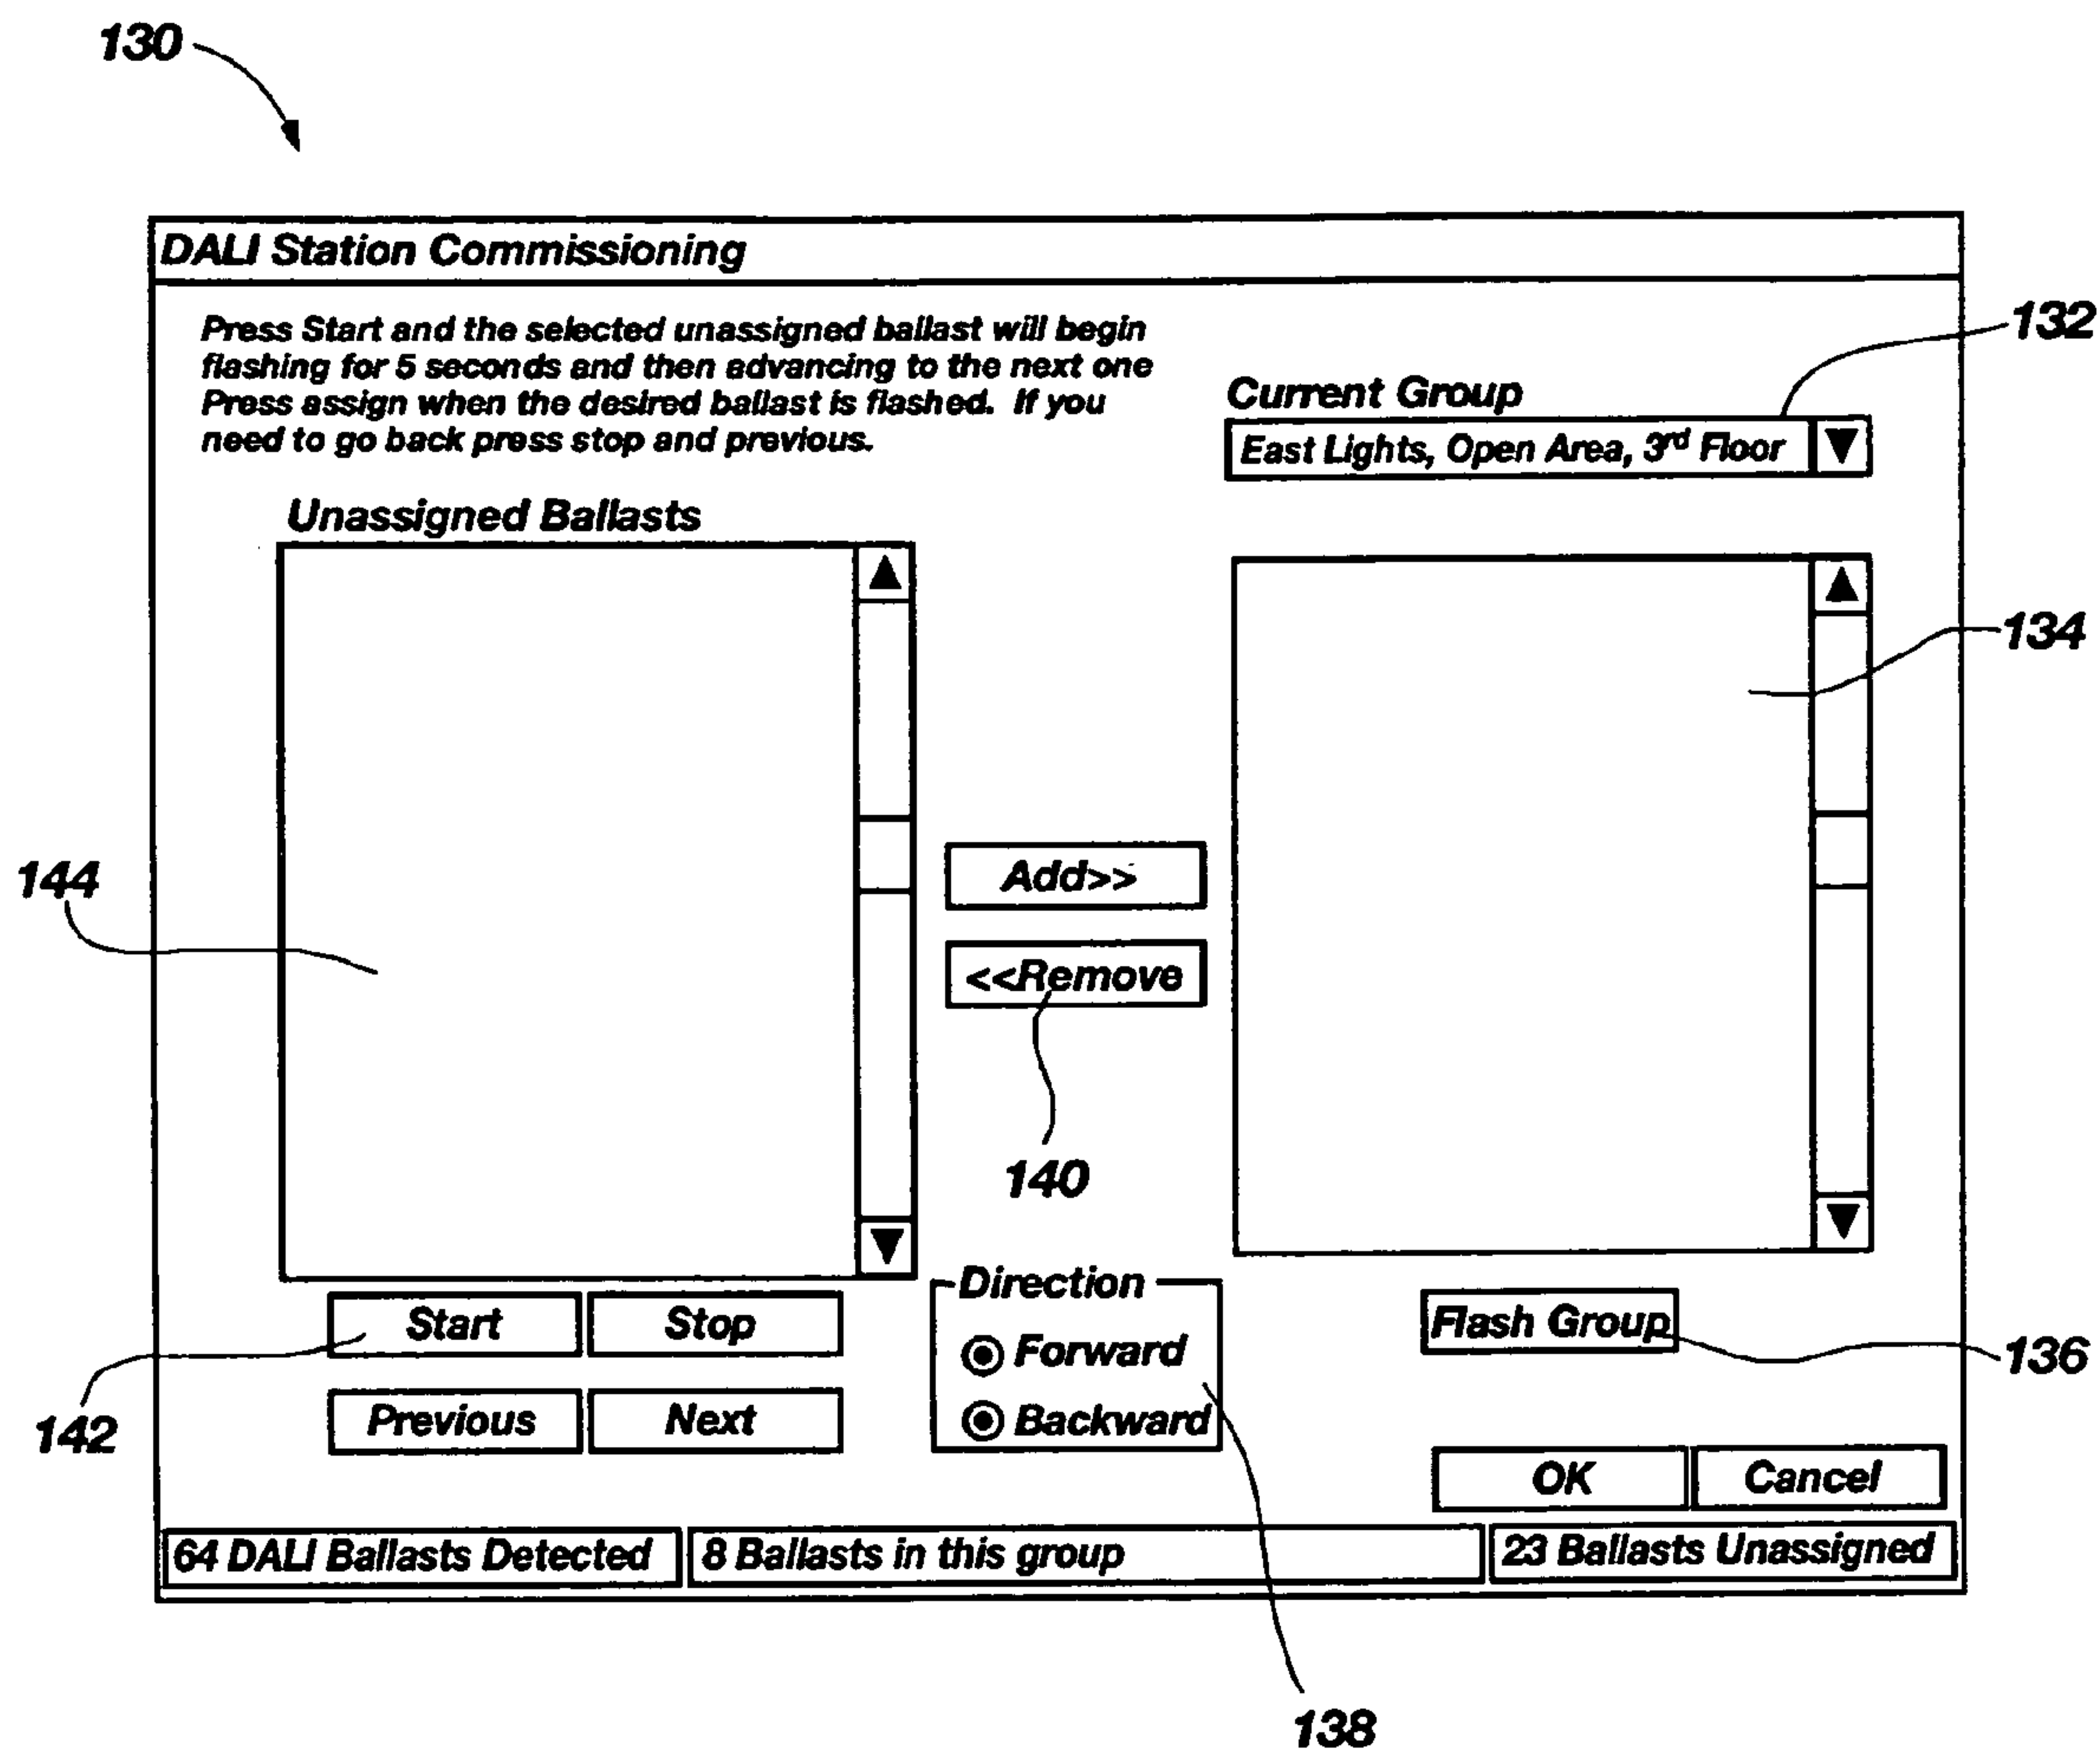 130
DALI Station Commissioning
Press Start and the selected unassigned ballast will begin
flashing for 5 seconds and then advancing to the next one
Press assign when the desired ballast is flashed. If you
need to go back press stop and previous.
132
Current Group
East Lights, Open Area, 3rd Floor
Unassigned Ballasts
134
144
Add>>
<<Remove
140
Start
Stop
Previous
Next
142
Direction
Forward
Backward
Flash Group
136
OK
Cancel
64 DALI Ballasts Detected
8 Ballasts in this group
23 Ballasts Unassigned
138